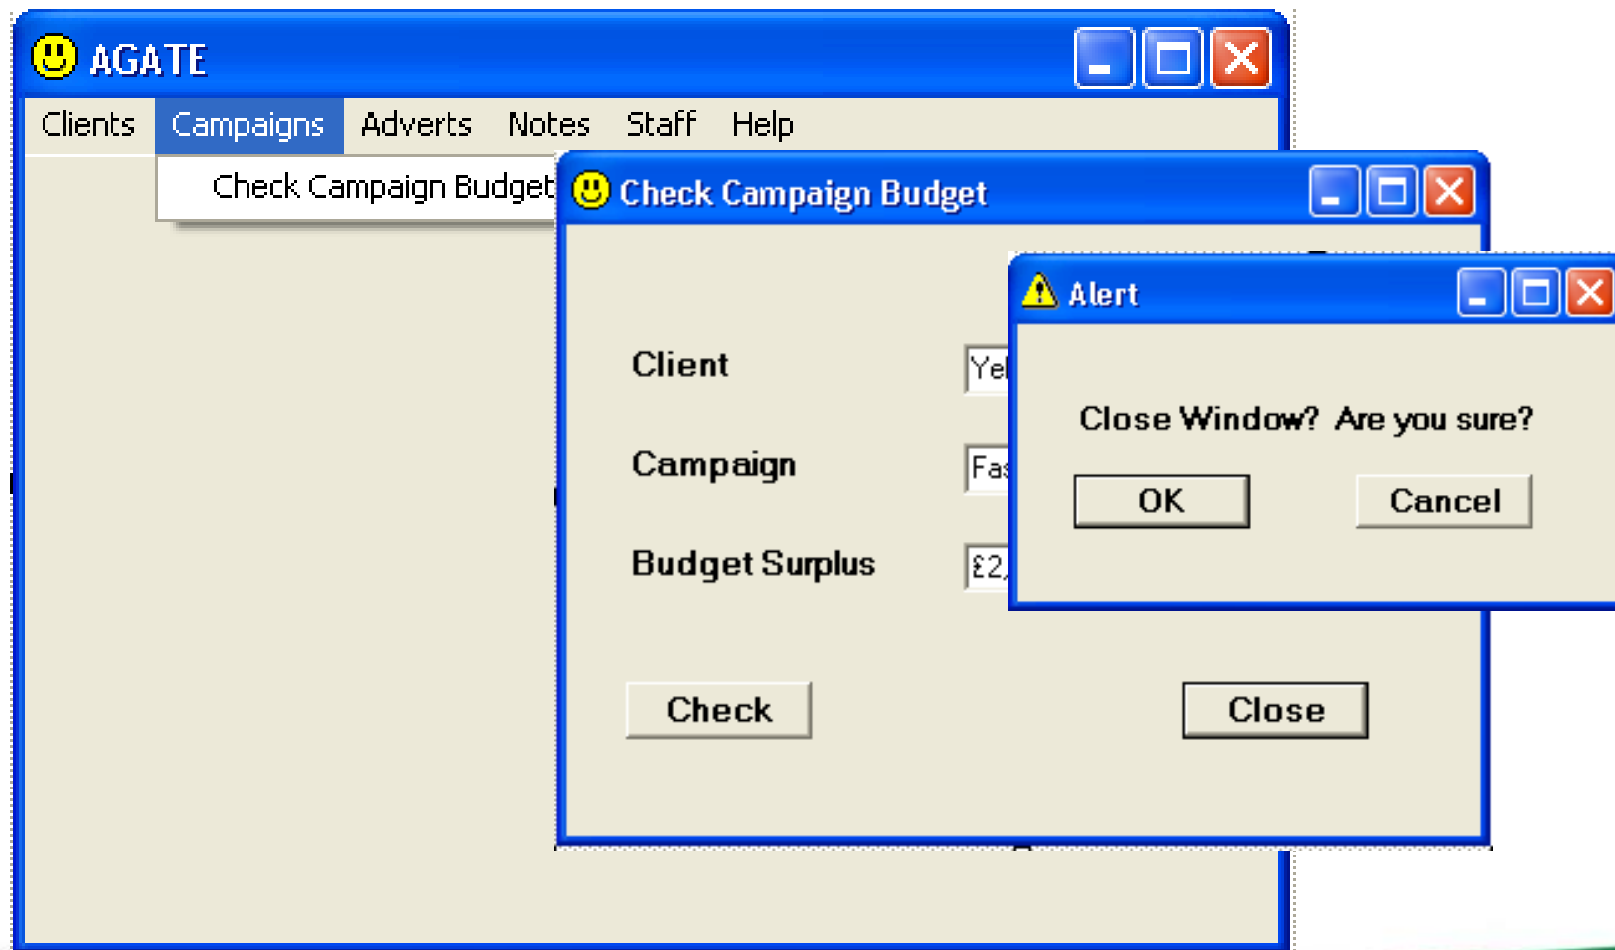 AGATE
Clients Campaigns Adverts Notes Staff Help
Check Campaign Budget
Check Campaign Budget
Alert
Client
Campaign
Budget Surplus
£2,
Close Window? Are you sure?
OK Cancel
Check Close